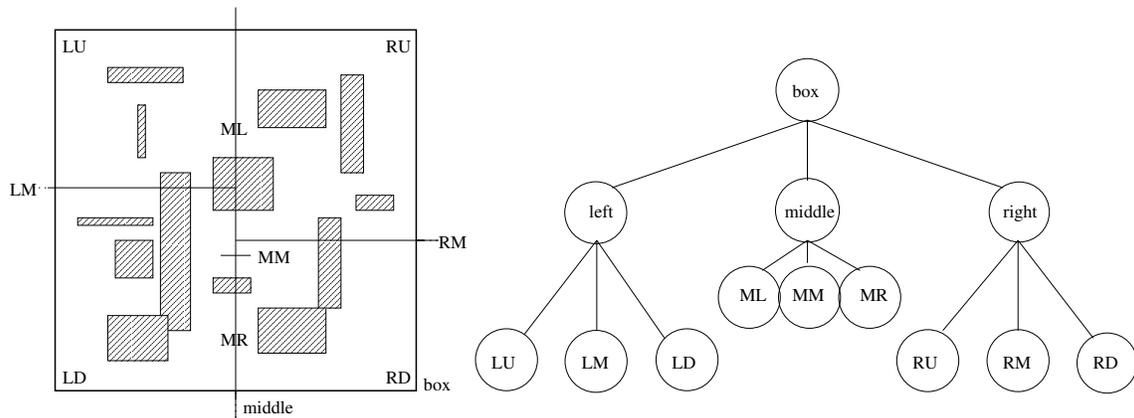 LU RU
ML
LM
RM
MM
MR
LD RD
box
middle
box
left middle right
ML MM MR
LU LM LD RU RM RD